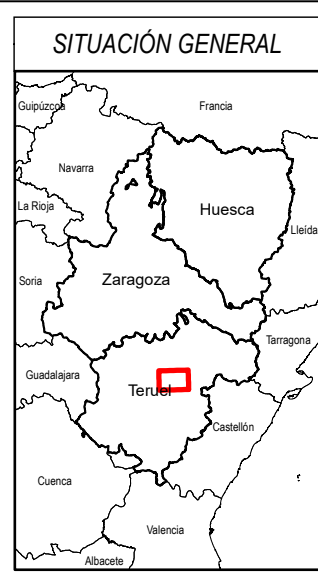 SITUACIÓN GENERAL
Guipúzcoa
Francia
Navarra
La Rioja
Huesca
Lleida
Soria
Zaragoza
Tarragona
Guadalajara
Teruel
Castellón
Cuenca
Valencia
Albacete